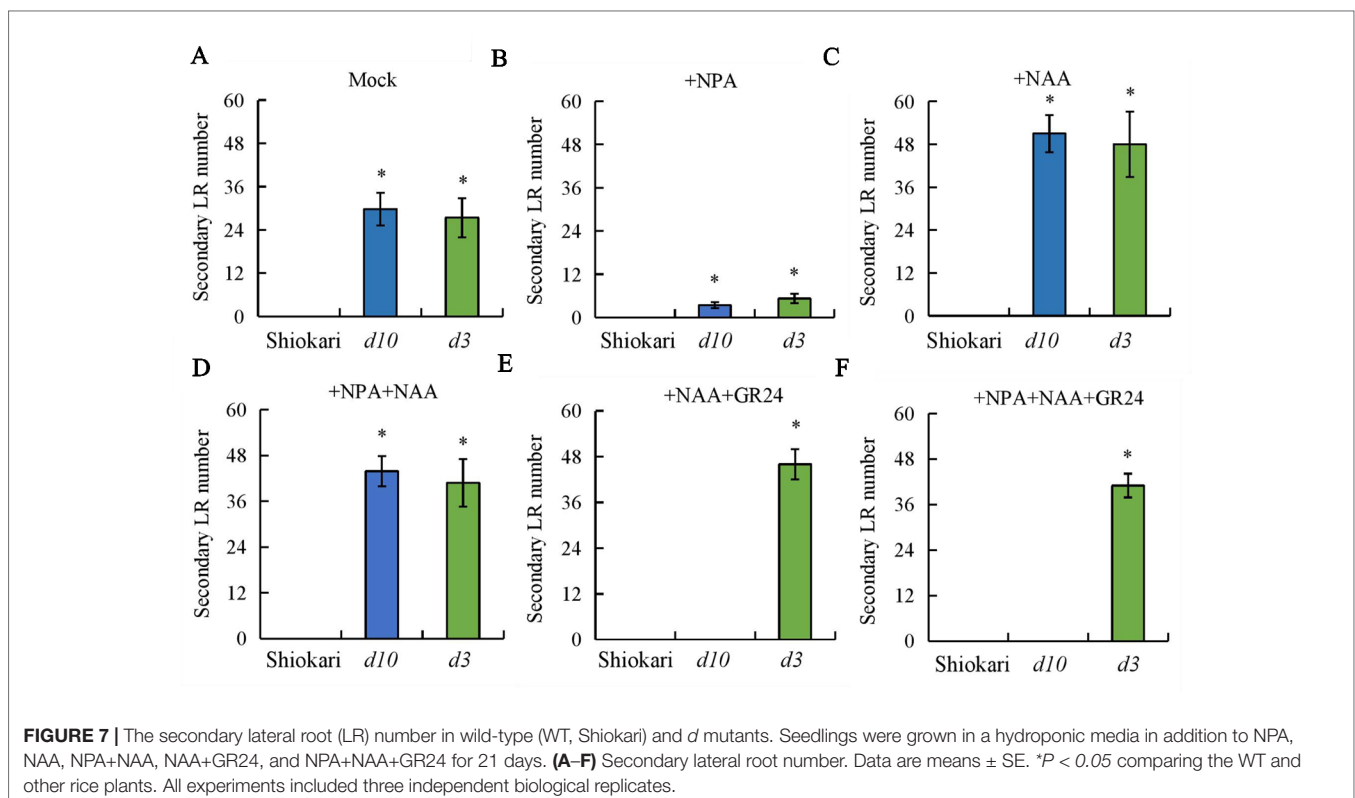 A
Mock
Secondary LR number
60
48
36
24
12
0
*
*
Shiokari d10 d3
B
+NPA
Secondary LR number
60
48
36
24
12
0
*
*
Shiokari d10 d3
C
+NAA
Secondary LR number
60
48
36
24
12
0
*
*
Shiokari d10 d3
D
+NPA+NAA
Secondary LR number
60
48
36
24
12
0
*
*
Shiokari d10 d3
E
+NAA+GR24
Secondary LR number
60
48
36
24
12
0
*
Shiokari d10 d3
F
+NPA+NAA+GR24
Secondary LR number
60
48
36
24
12
0
*
Shiokari d10 d3
FIGURE 7 | The secondary lateral root (LR) number in wild-type (WT, Shiokari) and d mutants. Seedlings were grown in a hydroponic media in addition to NPA,
NAA, NPA+NAA, NAA+GR24, and NPA+NAA+GR24 for 21 days. (A–F) Secondary lateral root number. Data are means ± SE. *P < 0.05 comparing the WT and
other rice plants. All experiments included three independent biological replicates.